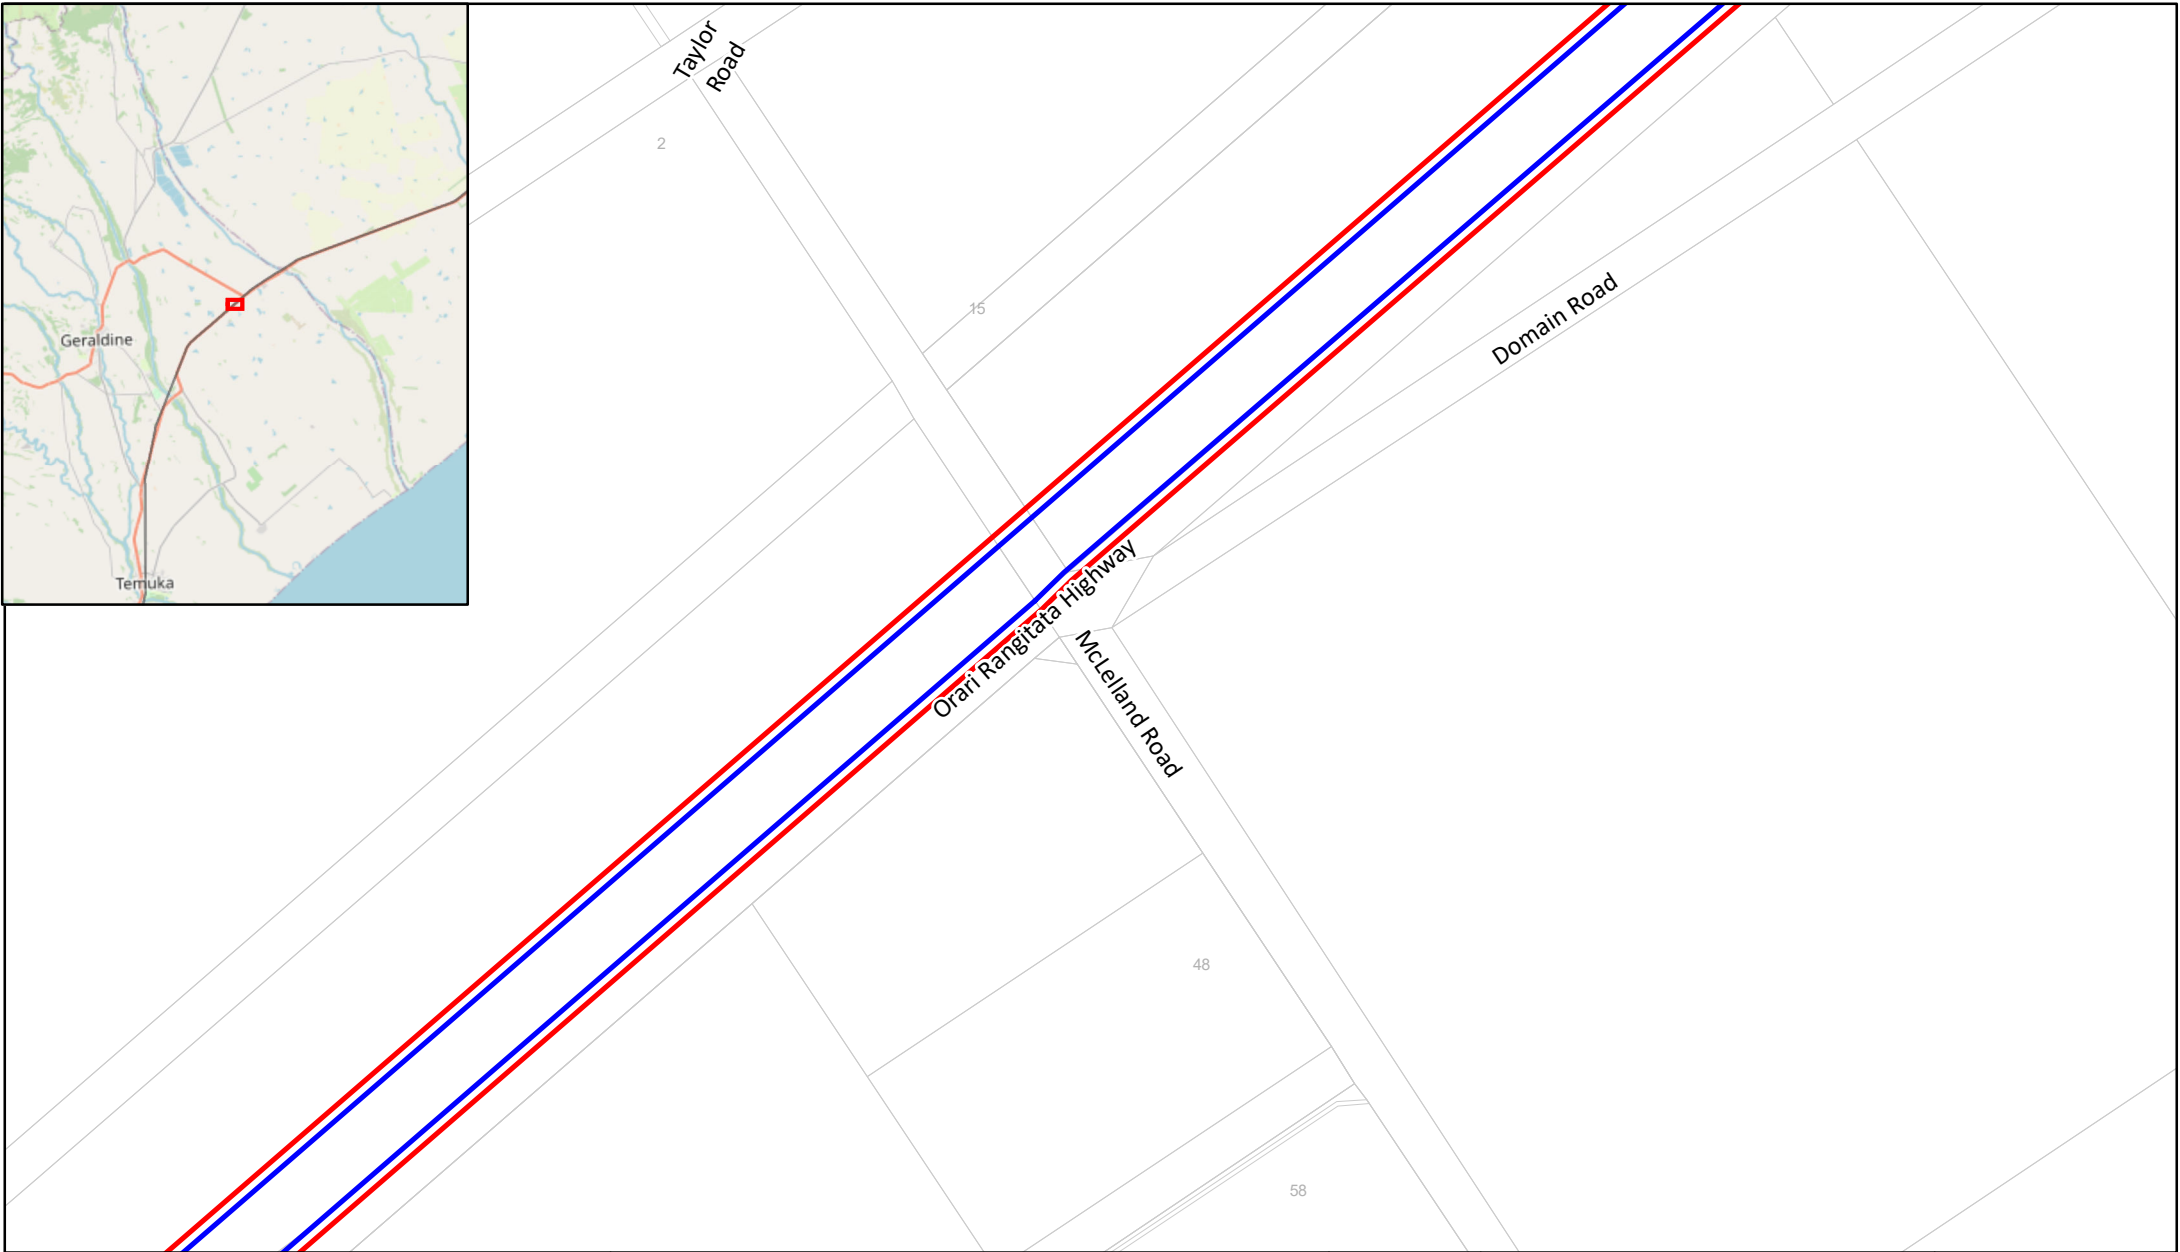 Taylor
Road
2
15
Domain Road
Geraldine
Temuka
Orari Rangitata Highway
McLelland Road
48
58